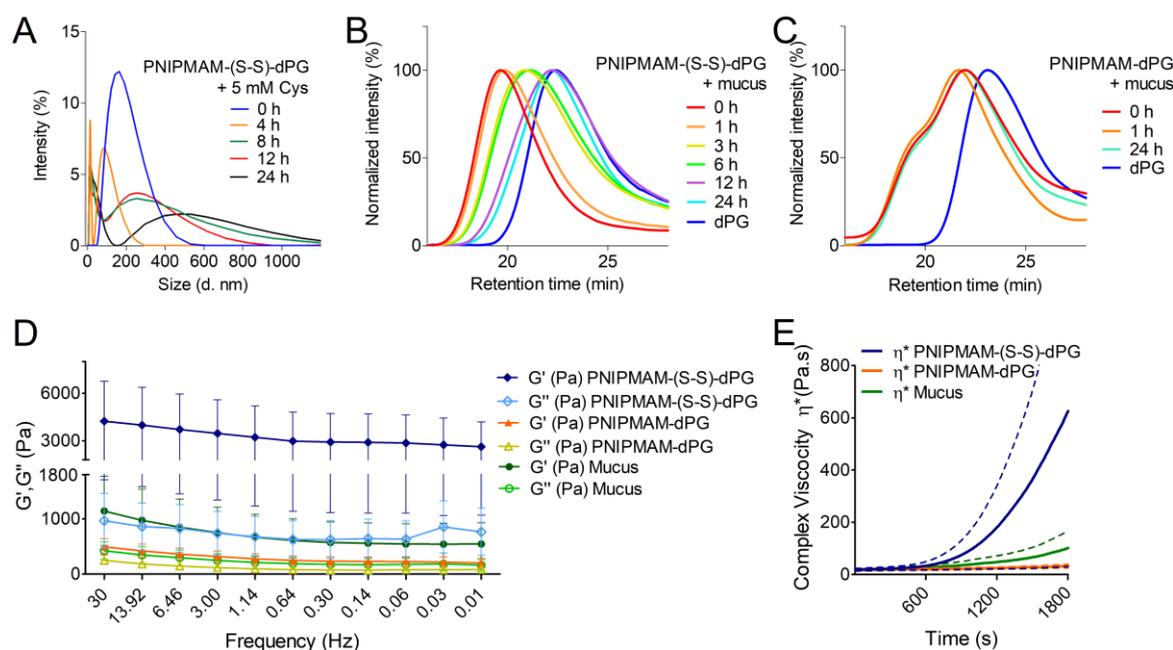 A
Intensity (%)
15
10
5
0
0 200 400 600 800 1000
Size (d. nm)
PNIPMAM-(S-S)-dPG
+ 5 mM Cys
0 h
4 h
8 h
12 h
24 h
B
Normalized intensity (%)
100
50
0
20 25
Retention time (min)
PNIPMAM-(S-S)-dPG
+ mucus
0 h
1 h
3 h
6 h
12 h
24 h
dPG
C
Normalized intensity (%)
100
50
0
20 25
Retention time (min)
PNIPMAM-dPG
+ mucus
0 h
1 h
24 h
dPG
D
G',G'' (Pa)
6000
3000
1800
1000
0
30 13.92 6.46 3.00 1.14 0.64 0.30 0.14 0.06 0.03 0.01
Frequency (Hz)
G' (Pa) PNIPMAM-(S-S)-dPG
G'' (Pa) PNIPMAM-(S-S)-dPG
G' (Pa) PNIPMAM-dPG
G'' (Pa) PNIPMAM-dPG
G' (Pa) Mucus
G'' (Pa) Mucus
E
Complex Viscocity η*(Pa.s)
800
600
400
200
0
600 1200 1800
Time (s)
η* PNIPMAM-(S-S)-dPG
η* PNIPMAM-dPG
η* Mucus